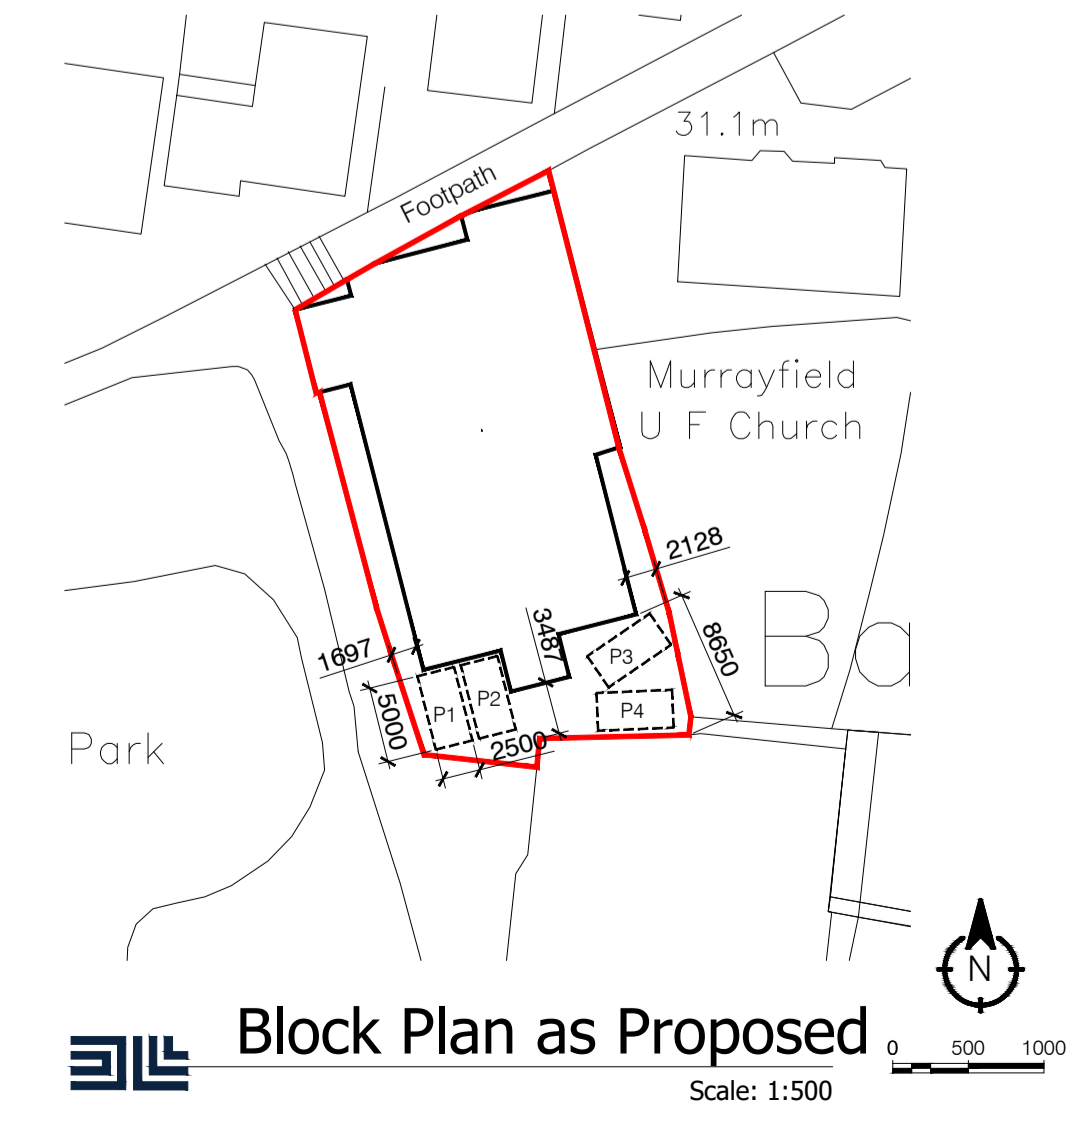 31.1m
Footpath
Murrayfield
U F Church
2128
3487
8650
1697
P3
P1
P2
P4
5000
2500
Park
N
Block Plan as Proposed
0 500 1000
Scale: 1:500